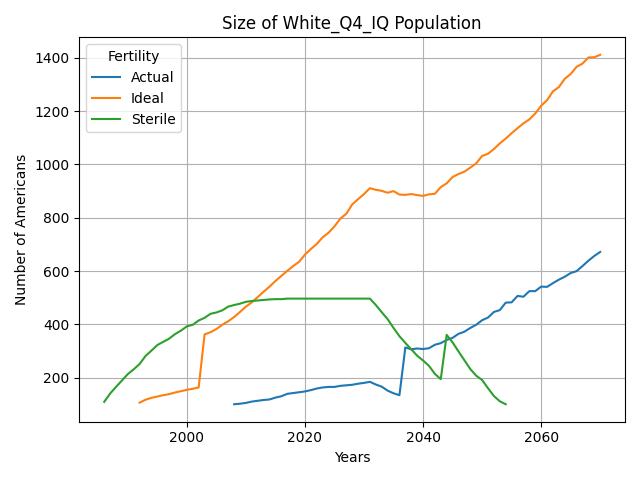 Size of White_Q4_IQ Population
Fertility
Actual
Ideal
Sterile
Number of Americans
1400
1200
1000
800
600
400
200
2000
2020
2040
2060
Years